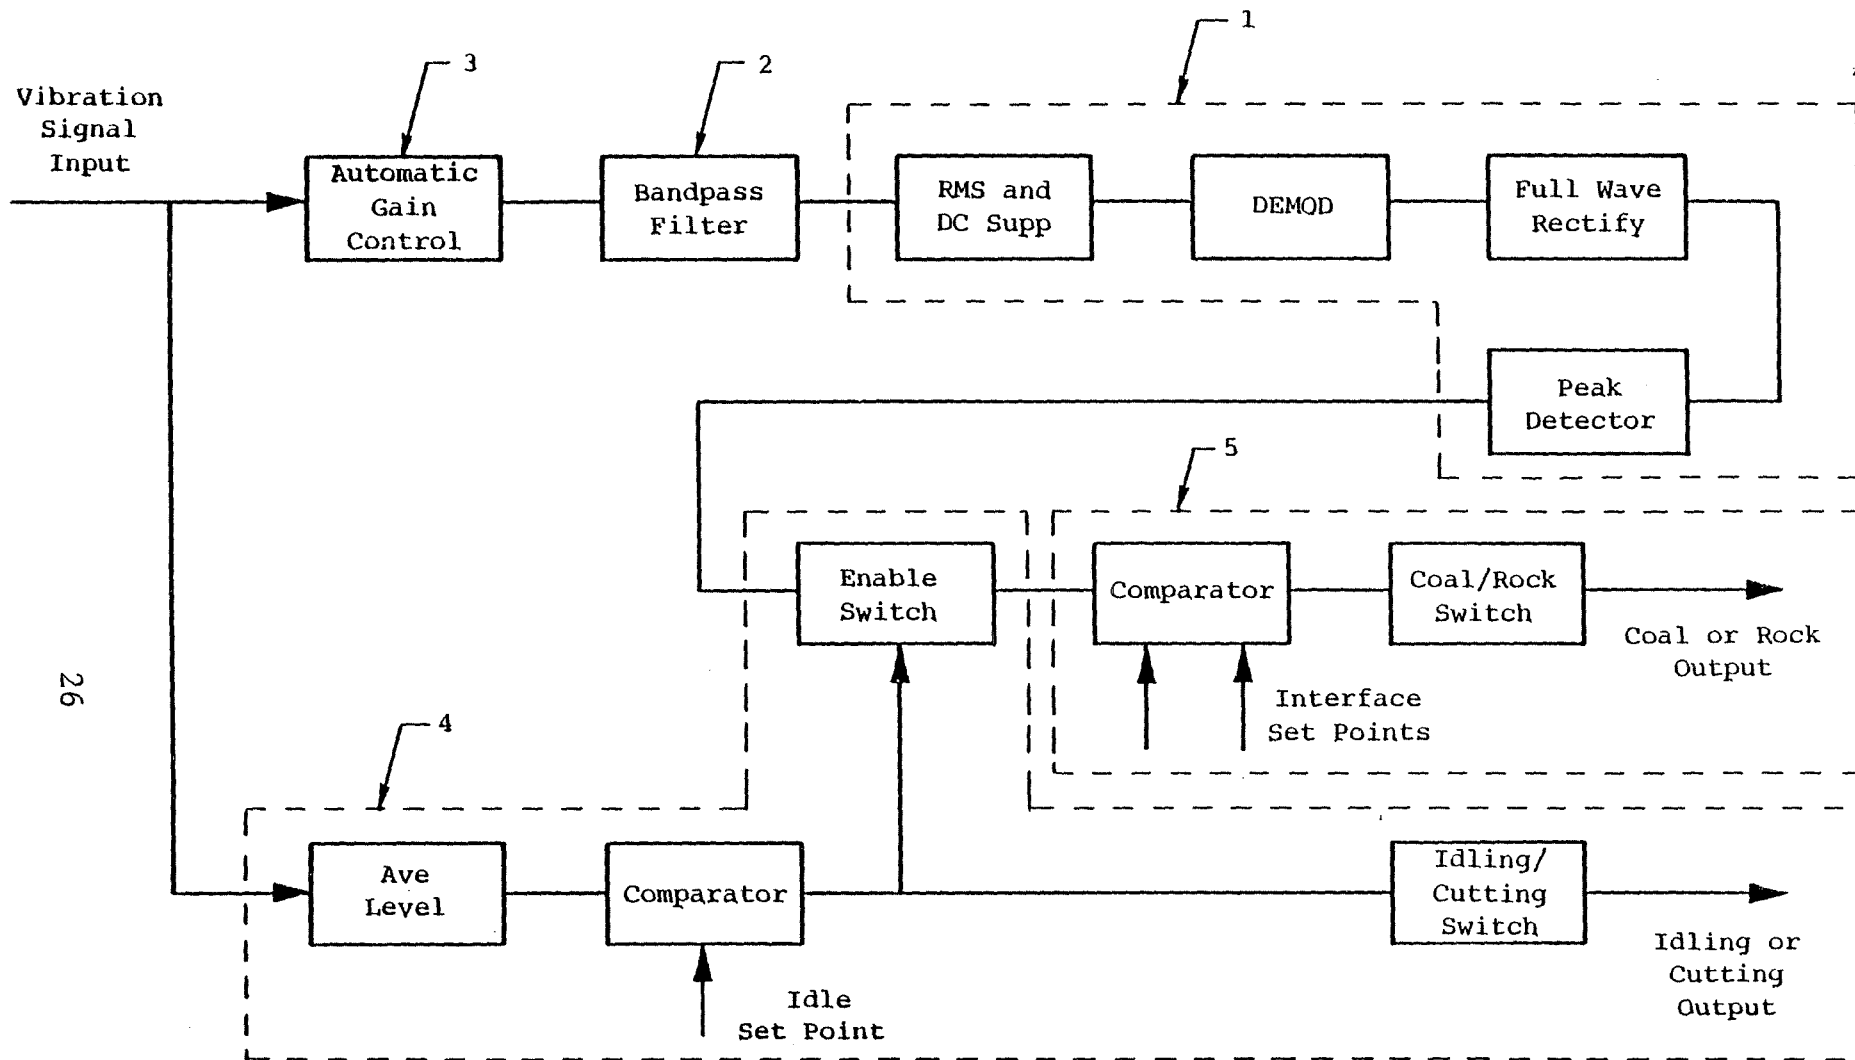 1
3
2
Vibration
Signal
Input
Automatic
Gain
Control
Bandpass
Filter
RMS and
DC Supp
DEMOD
Full Wave
Rectify
Peak
Detector
5
Enable
Switch
Comparator
Coal/Rock
Switch
Coal or Rock
Output
Interface
Set Points
26
4
Ave
Level
Comparator
Idling/
Cutting
Switch
Idling or
Cutting
Output
Idle
Set Point